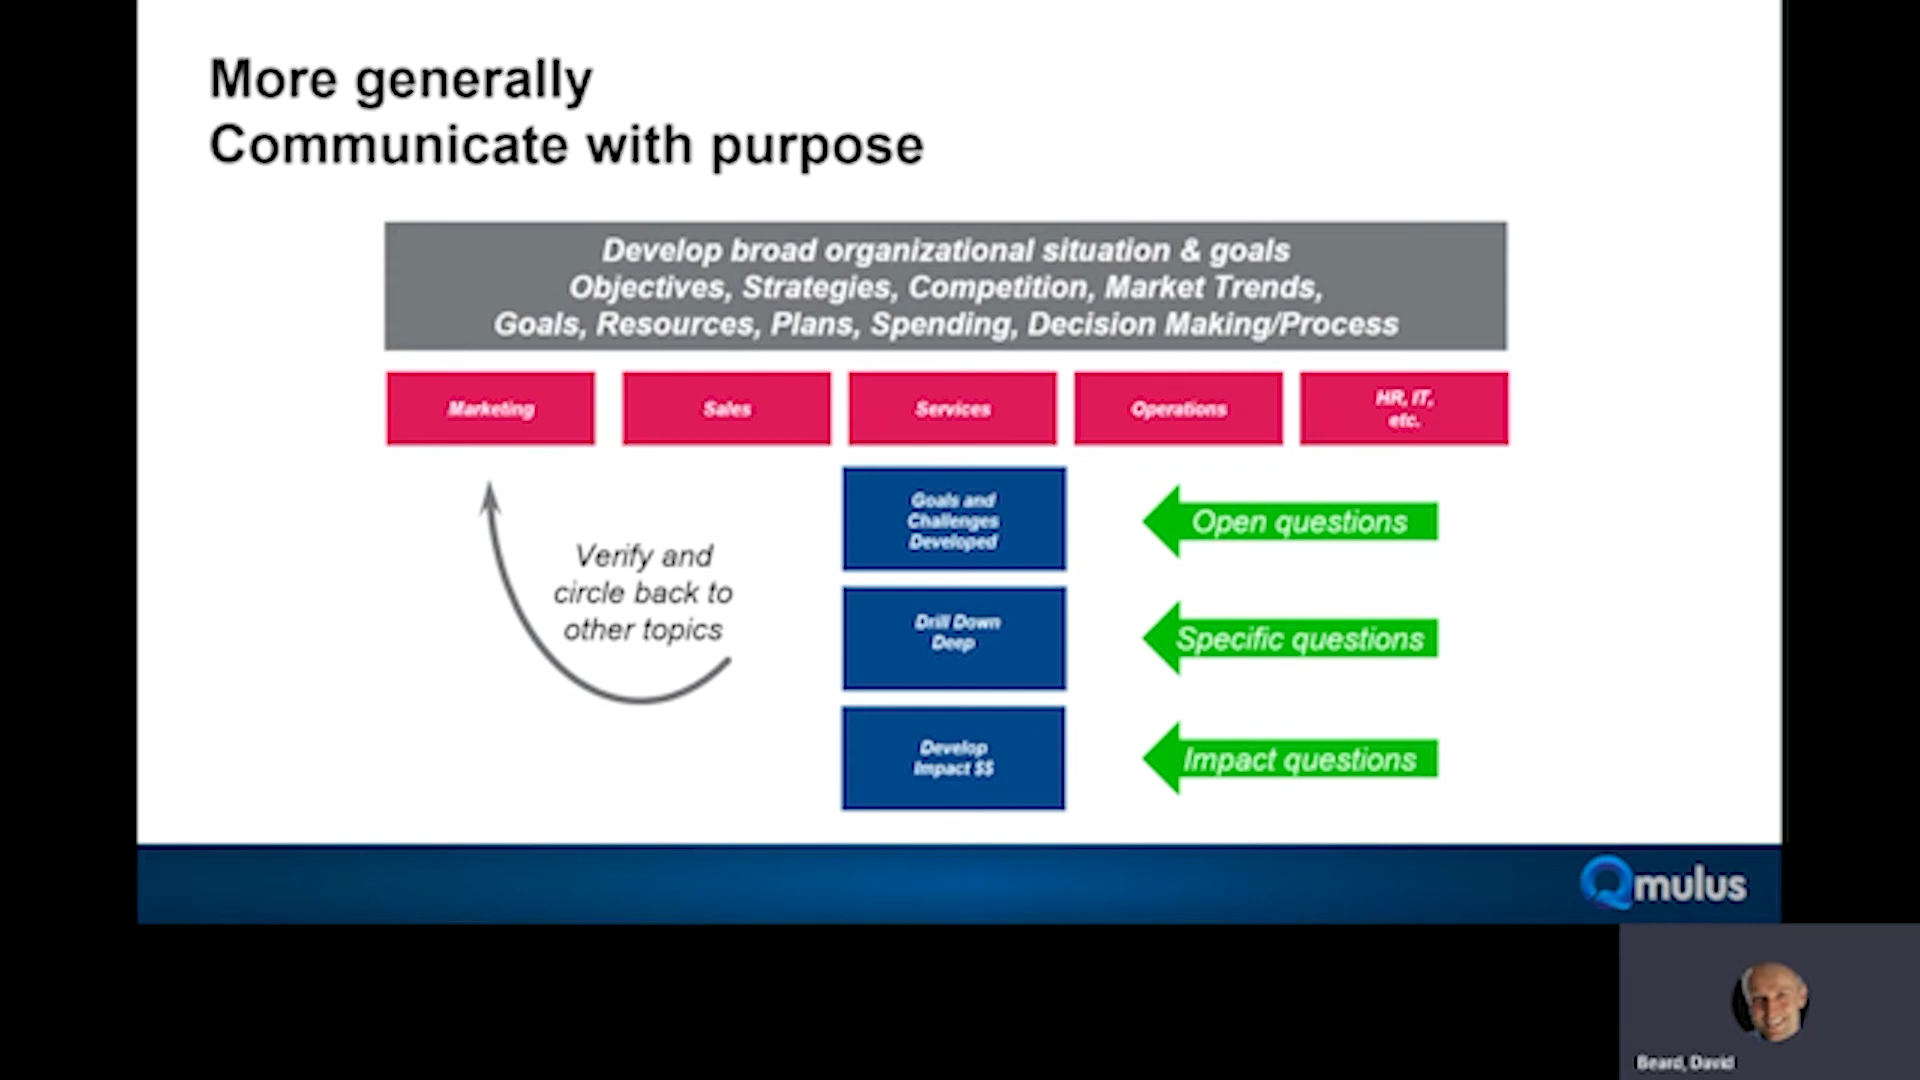 More generally
Communicate with purpose
Develop broad organizational situation & goals
Objectives, Strategies, Competition, Market Trends,
Goals, Resources, Plans, Spending, Decision Making/Process
Marketing
Sales
Services
Operations
HR, IT,
etc.
Goals and
Challenges
Developed
Open questions
Verify and
circle back to
other topics
Drill Down
Deep
Specific questions
Develop
Impact $$
Impact questions
Qmulus
Beard, David